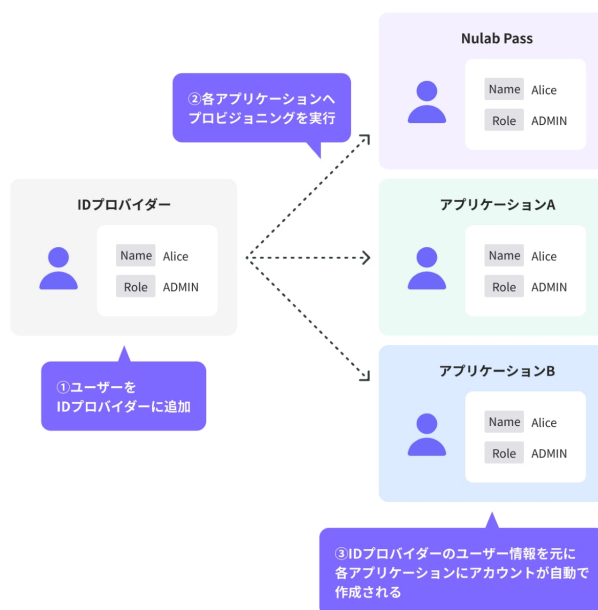 Nulab Pass
Name Alice
Role ADMIN
②各アプリケーションへ
プロビジョニングを実行
IDプロバイダー
Name Alice
Role ADMIN
アプリケーションA
Name Alice
Role ADMIN
①ユーザーを
IDプロバイダーに追加
アプリケーションB
Name Alice
Role ADMIN
③IDプロバイダーのユーザー情報を元に
各アプリケーションにアカウントが自動で
作成される